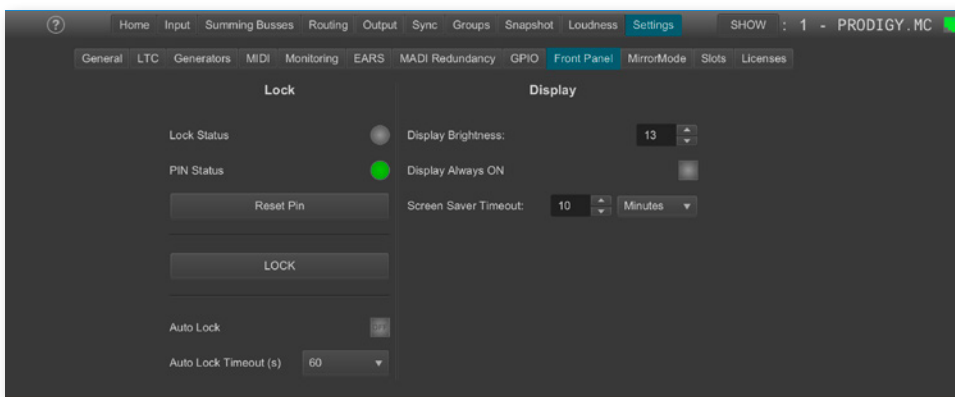 ? Home Input Summing Busses Routing Output Sync Groups Snapshot Loudness Settings SHOW : 1 - PRODIGY.MC
General LTC Generators MIDI Monitoring EARS MADI Redundancy GPIO Front Panel MirrorMode Slots Licenses
Lock Display
Lock Status Display Brightness: 13
PIN Status Display Always ON
Reset Pin Screen Saver Timeout: 10 Minutes
LOCK
Auto Lock OFF
Auto Lock Timeout (s) 60